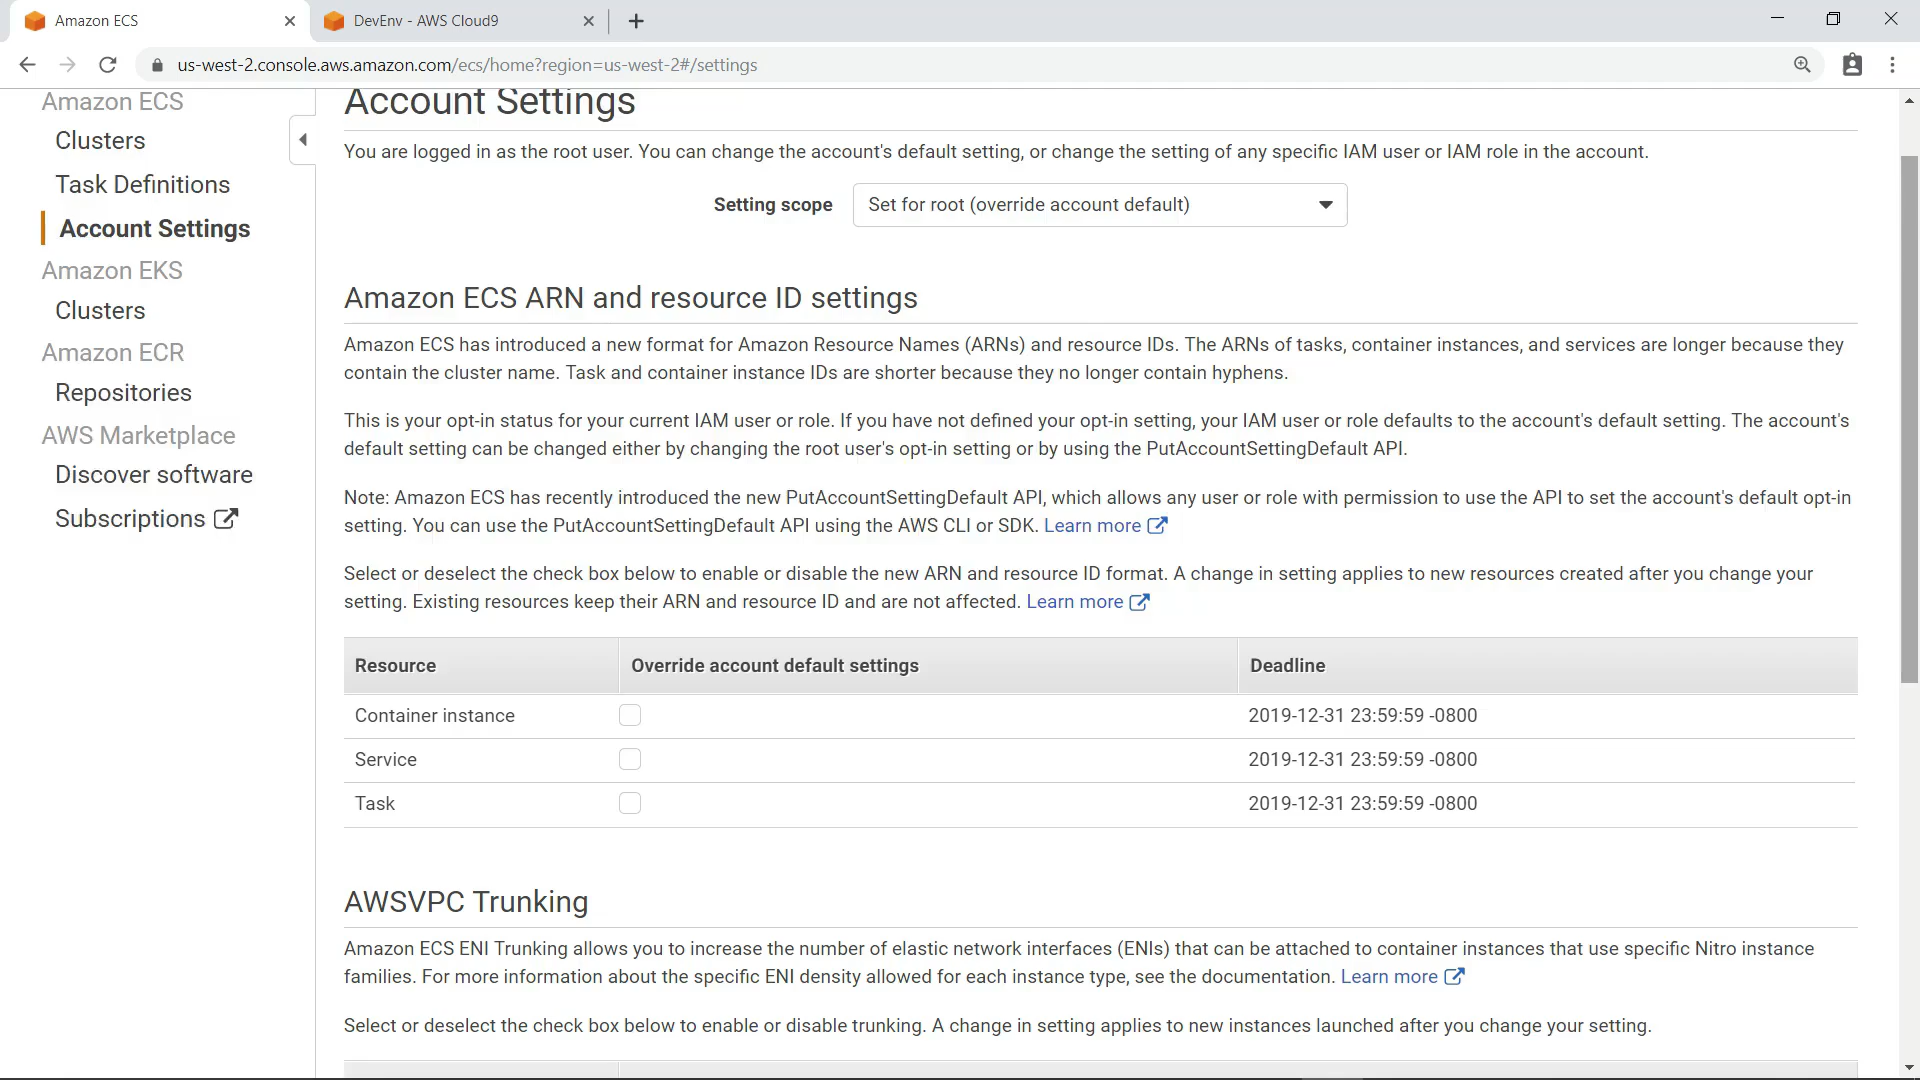 Amazon ECS
DevEnv - AWS Cloud9
us-west-2.console.aws.amazon.com/ecs/home?region=us-west-2#/settings
Amazon ECS
Clusters
Task Definitions
Account Settings
Amazon EKS
Clusters
Amazon ECR
Repositories
AWS Marketplace
Discover software
Subscriptions
Account Settings
You are logged in as the root user. You can change the account's default setting, or change the setting of any specific IAM user or IAM role in the account.
Setting scope
Set for root (override account default)
Amazon ECS ARN and resource ID settings
Amazon ECS has introduced a new format for Amazon Resource Names (ARNs) and resource IDs. The ARNs of tasks, container instances, and services are longer because they
contain the cluster name. Task and container instance IDs are shorter because they no longer contain hyphens.
This is your opt-in status for your current IAM user or role. If you have not defined your opt-in setting, your IAM user or role defaults to the account's default setting. The account's
default setting can be changed either by changing the root user's opt-in setting or by using the PutAccountSettingDefault API.
Note: Amazon ECS has recently introduced the new PutAccountSettingDefault API, which allows any user or role with permission to use the API to set the account's default opt-in
setting. You can use the PutAccountSettingDefault API using the AWS CLI or SDK. Learn more
Select or deselect the check box below to enable or disable the new ARN and resource ID format. A change in setting applies to new resources created after you change your
setting. Existing resources keep their ARN and resource ID and are not affected. Learn more
Resource Override account default settings Deadline
Container instance 2019-12-31 23:59:59 -0800
Service 2019-12-31 23:59:59 -0800
Task 2019-12-31 23:59:59 -0800
AWSVPC Trunking
Amazon ECS ENI Trunking allows you to increase the number of elastic network interfaces (ENIs) that can be attached to container instances that use specific Nitro instance
families. For more information about the specific ENI density allowed for each instance type, see the documentation. Learn more
Select or deselect the check box below to enable or disable trunking. A change in setting applies to new instances launched after you change your setting.